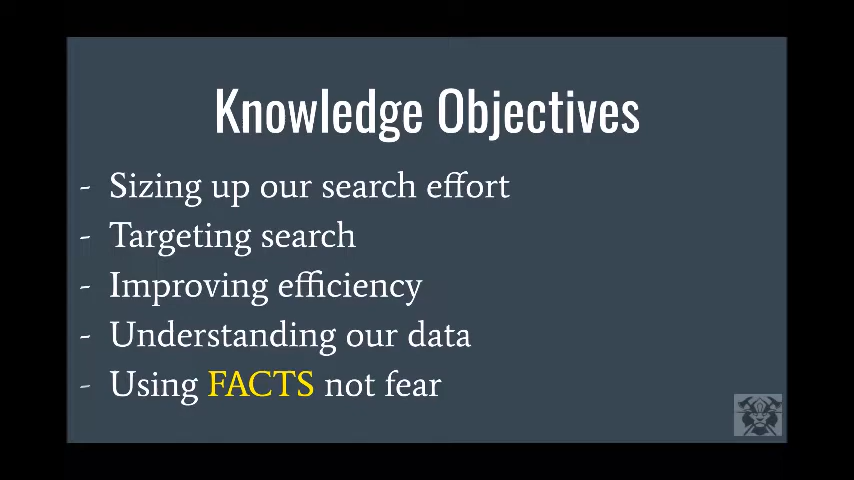 Knowledge Objectives
- Sizing up our search effort
- Targeting search
- Improving efficiency
- Understanding our data
- Using FACTS not fear